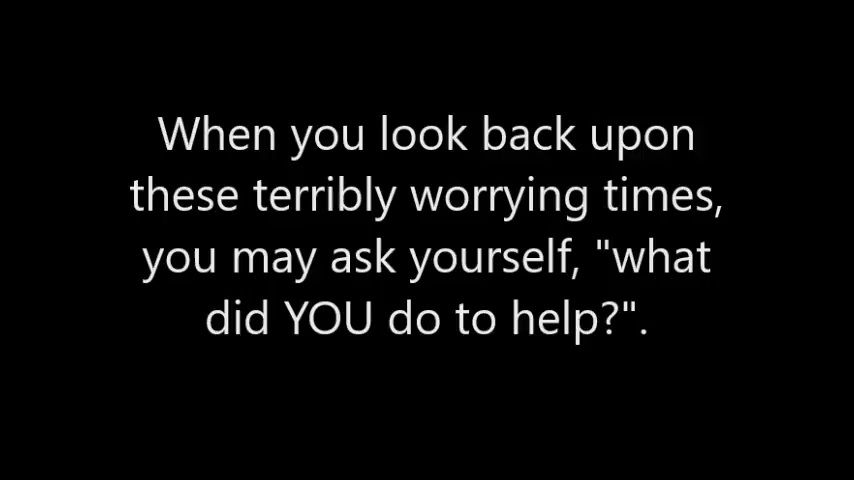 When you look back upon
these terribly worrying times,
you may ask yourself, "what
did YOU do to help?".